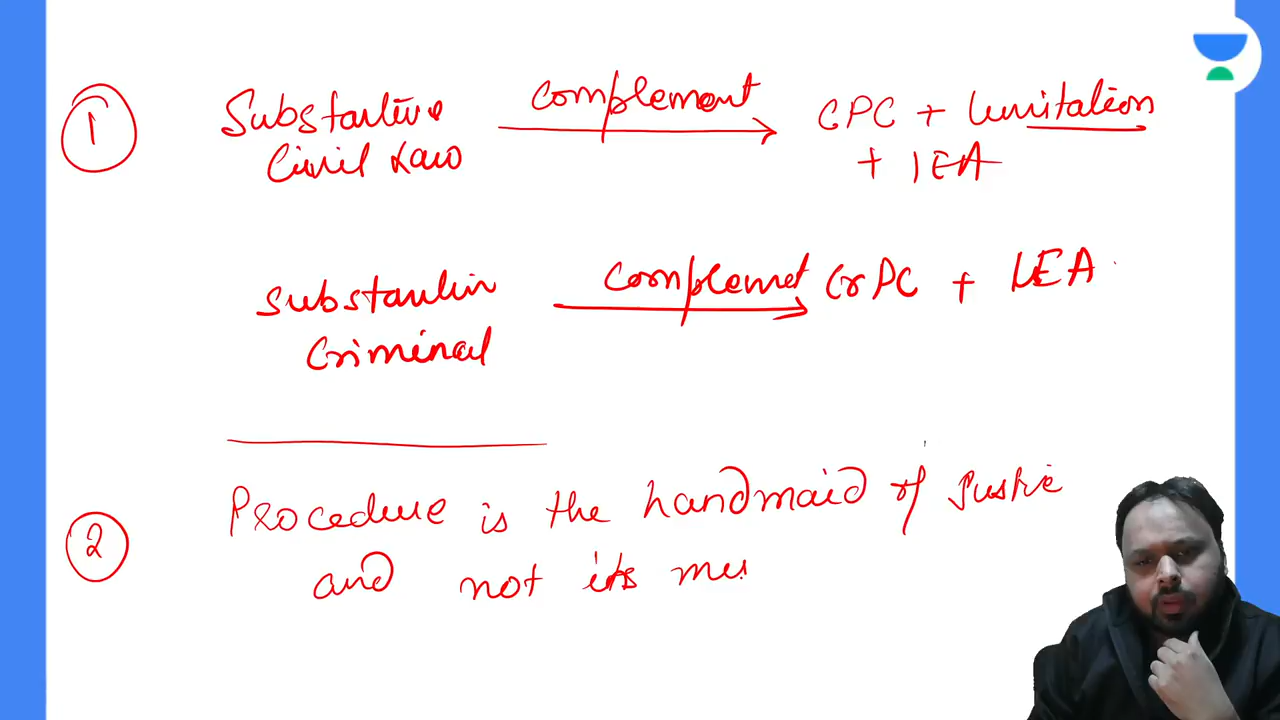 1
Substantive complement CPC + Limitation
Civil Law + IEA
Substantive complemet CrPC + IEA
Criminal
2
Procedure is the handmaid of Justice
and not its